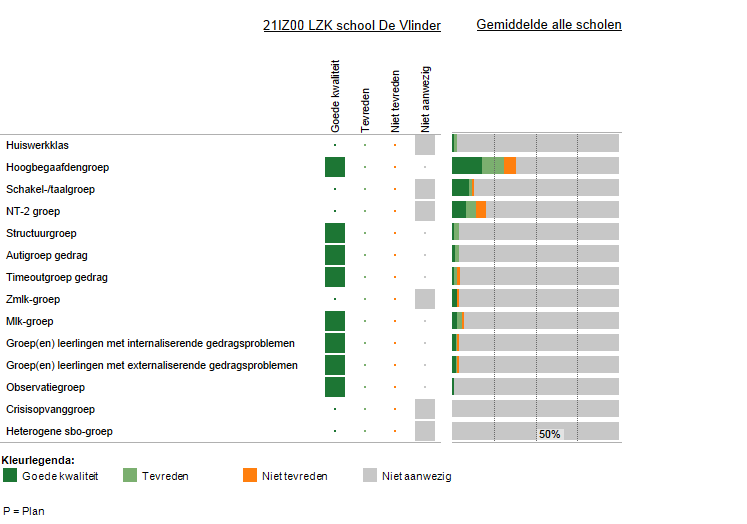 21IZ00 LZK school De Vlinder
Gemiddelde alle scholen
Goede kwaliteit
Tevreden
Niet tevreden
Niet aanwezig
Huiswerkklas
Hoogbegaafdengroep
Schakel-/taalgroep
NT-2 groep
Structuurgroep
Autigroep gedrag
Timeoutgroep gedrag
Zmlk-groep
Mlk-groep
Groep(en) leerlingen met internaliserende gedragsproblemen
Groep(en) leerlingen met externaliserende gedragsproblemen
Observatiegroep
Crisisopvanggroep
Heterogene sbo-groep
50%
Kleurlegenda:
Goede kwaliteit
Tevreden
Niet tevreden
Niet aanwezig
P = Plan